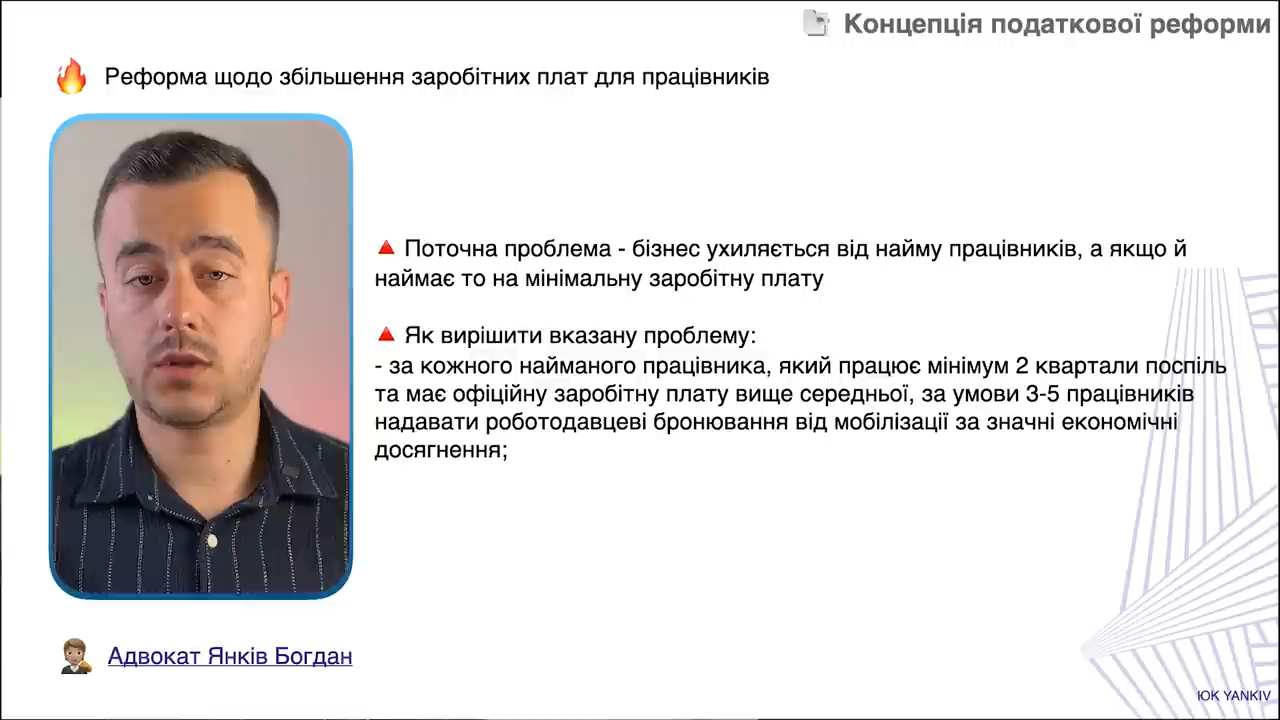 Концепція податкової реформи
Реформа щодо збільшення заробітних плат для працівників
Поточна проблема - бізнес ухиляється від найму працівників, а якщо й
наймає то на мінімальну заробітну плату
Як вирішити вказану проблему:
- за кожного найманого працівника, який працює мінімум 2 квартали поспіль
та має офіційну заробітну плату вище середньої, за умови 3-5 працівників
надавати роботодавцеві бронювання від мобілізації за значні економічні
досягнення;
Адвокат Янків Богдан
ЮК YANKIV